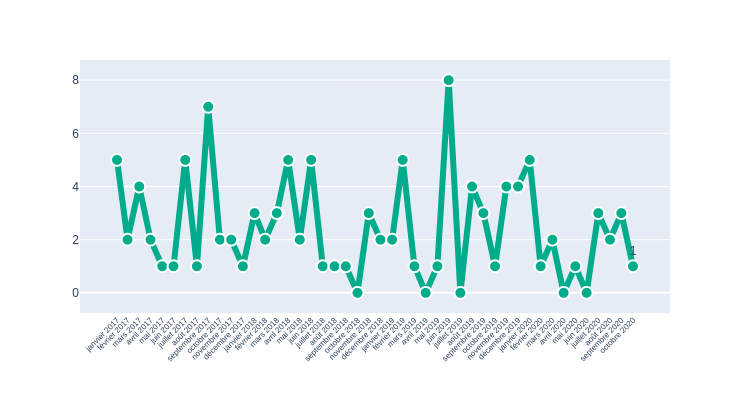 8
6
4
2
0
1
janvier 2017
février 2017
mars 2017
avril 2017
mai 2017
juin 2017
juillet 2017
août 2017
septembre 2017
octobre 2017
novembre 2017
décembre 2017
janvier 2018
février 2018
mars 2018
avril 2018
mai 2018
juin 2018
juillet 2018
août 2018
septembre 2018
octobre 2018
novembre 2018
décembre 2018
janvier 2019
février 2019
mars 2019
avril 2019
mai 2019
juin 2019
juillet 2019
août 2019
septembre 2019
octobre 2019
novembre 2019
décembre 2019
janvier 2020
février 2020
mars 2020
avril 2020
mai 2020
juin 2020
juillet 2020
août 2020
septembre 2020
octobre 2020